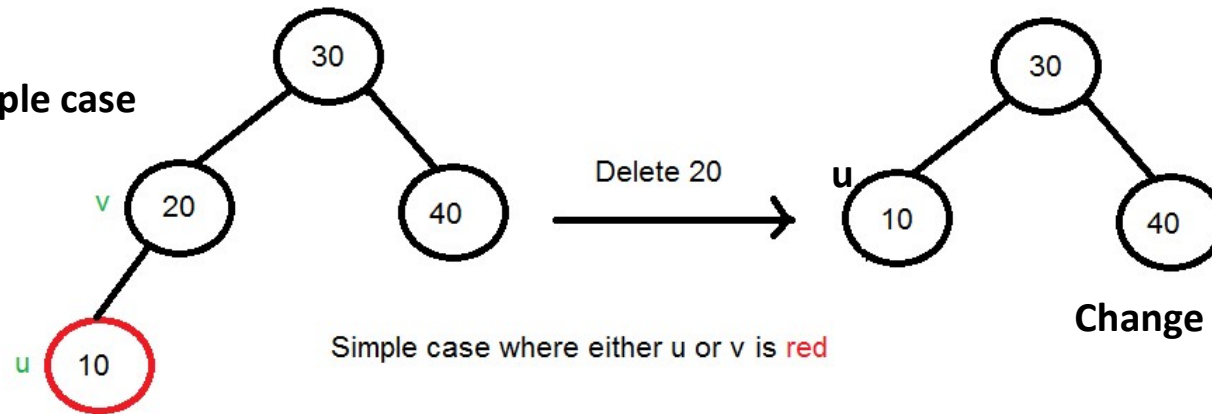 30
30
ple case
Delete 20
u
v
20
40
10
40
Change
u
10
Simple case where either u or v is red